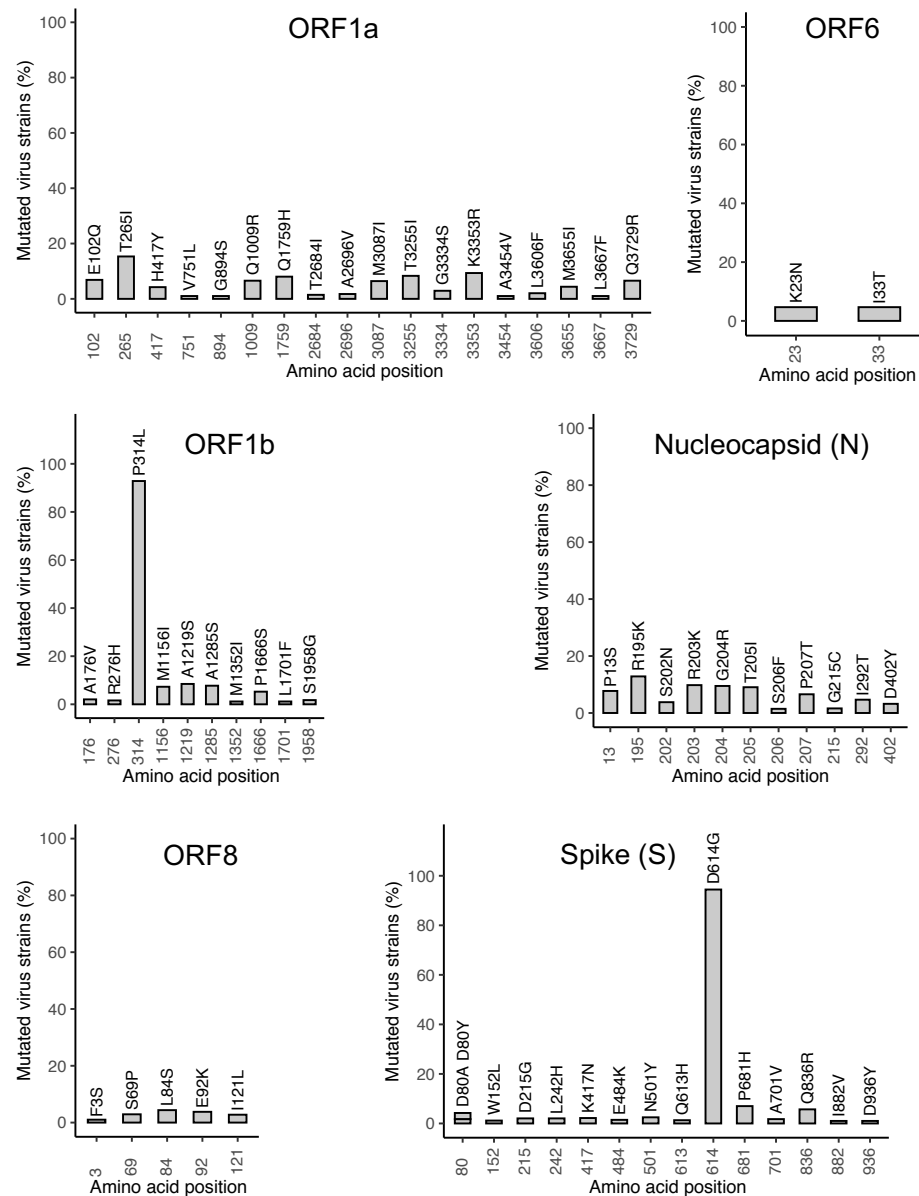 ORF1a
Mutated virus strains (%)
100
80
60
40
20
0
E102Q T265I H417Y V751L G894S Q1009R Q1759H T2684I A2696V M3087I T3255I G3334S K3353R A3454V L3606F M3655I L3667F Q3729R
102 265 417 751 894 1009 1759 2684 2696 3087 3255 3334 3353 3454 3606 3655 3667 3729
Amino acid position
ORF6
Mutated virus strains (%)
100
80
60
40
20
0
K23N I33T
23 33
Amino acid position
ORF1b
Mutated virus strains (%)
100
80
60
40
20
0
A176V R276H P314L M1156I A1219S A1285S M1352I P1666S L1701F S1958G
176 276 314 1156 1219 1285 1352 1666 1701 1958
Amino acid position
Nucleocapsid (N)
Mutated virus strains (%)
100
80
60
40
20
0
P13S R195K S202N R203K G204R T205I S206F P207T G215C I292T D402Y
13 195 202 203 204 205 206 207 215 292 402
Amino acid position
ORF8
Mutated virus strains (%)
100
80
60
40
20
0
F3S S69P L84S E92K I121L
3 69 84 92 121
Amino acid position
Spike (S)
Mutated virus strains (%)
100
80
60
40
20
0
D80A D80Y W152L D215G L242H K417N E484K N501Y Q613H D614G P681H A701V Q836R I882V D936Y
80 152 215 242 417 484 501 613 614 681 701 836 882 936
Amino acid position